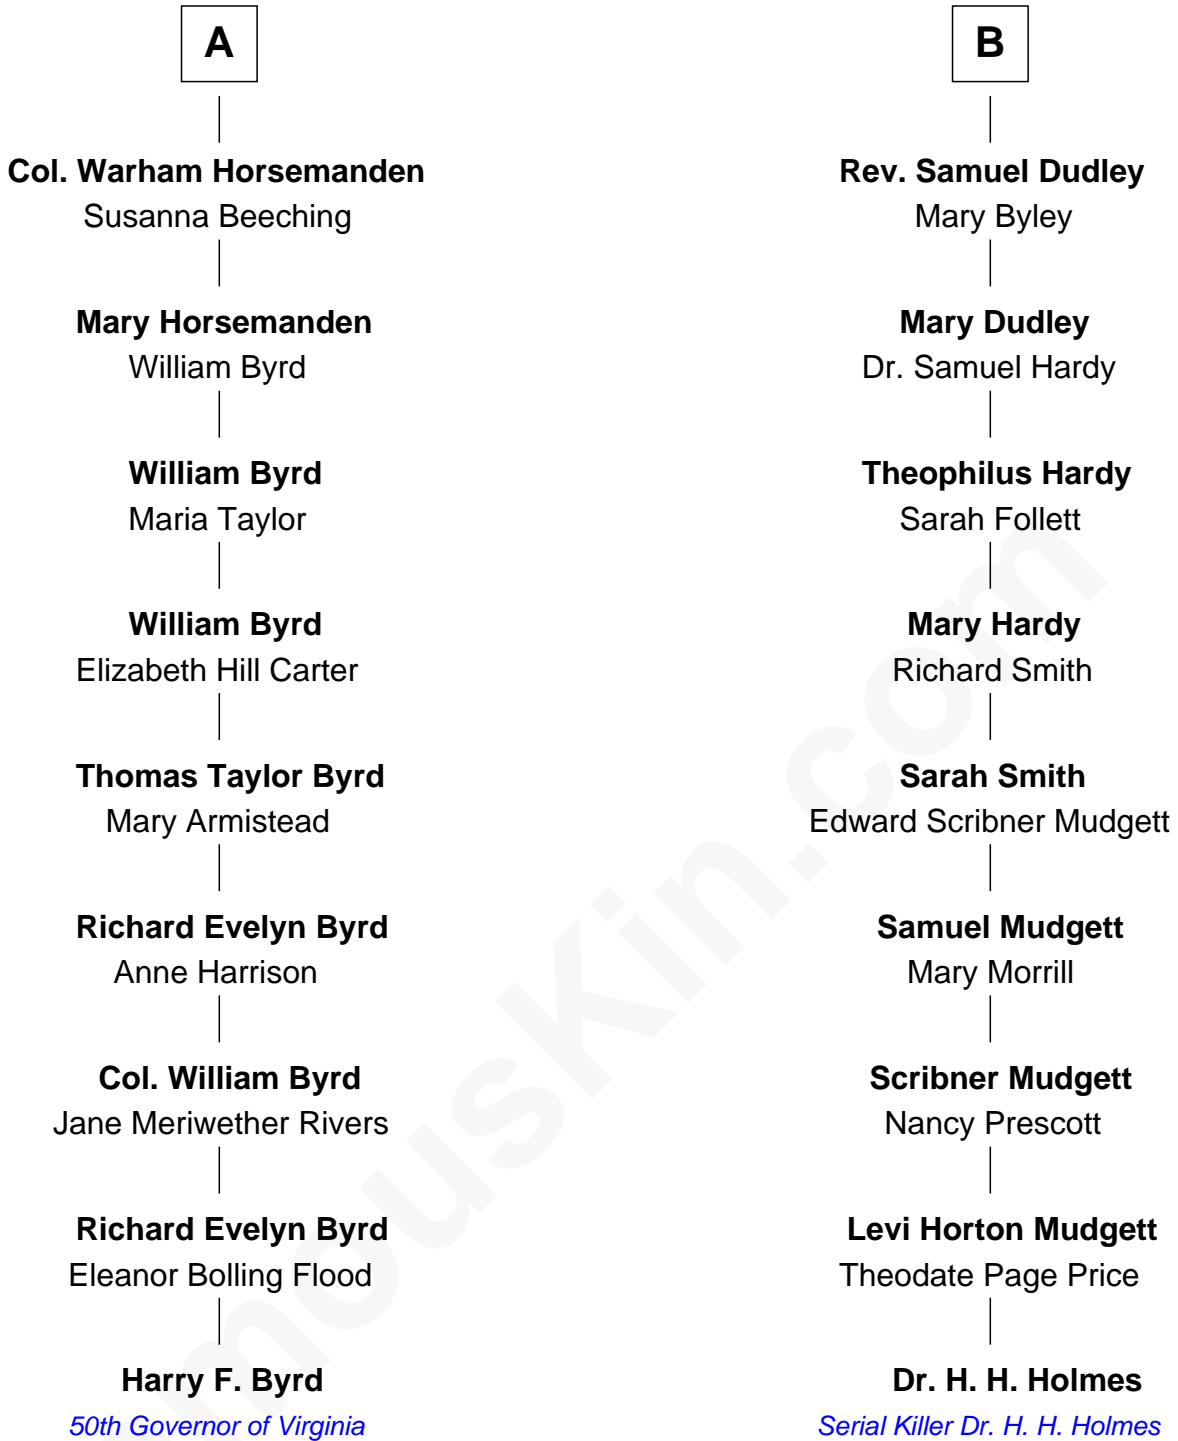 A
Col. Warham Horsemanden
Susanna Beeching
Mary Horsemanden
William Byrd
William Byrd
Maria Taylor
William Byrd
Elizabeth Hill Carter
Thomas Taylor Byrd
Mary Armistead
Richard Evelyn Byrd
Anne Harrison
Col. William Byrd
Jane Meriwether Rivers
Richard Evelyn Byrd
Eleanor Bolling Flood
Harry F. Byrd
50th Governor of Virginia
B
Rev. Samuel Dudley
Mary Byley
Mary Dudley
Dr. Samuel Hardy
Theophilus Hardy
Sarah Follett
Mary Hardy
Richard Smith
Sarah Smith
Edward Scribner Mudgett
Samuel Mudgett
Mary Morrill
Scribner Mudgett
Nancy Prescott
Levi Horton Mudgett
Theodate Page Price
Dr. H. H. Holmes
Serial Killer Dr. H. H. Holmes
mousKin.com